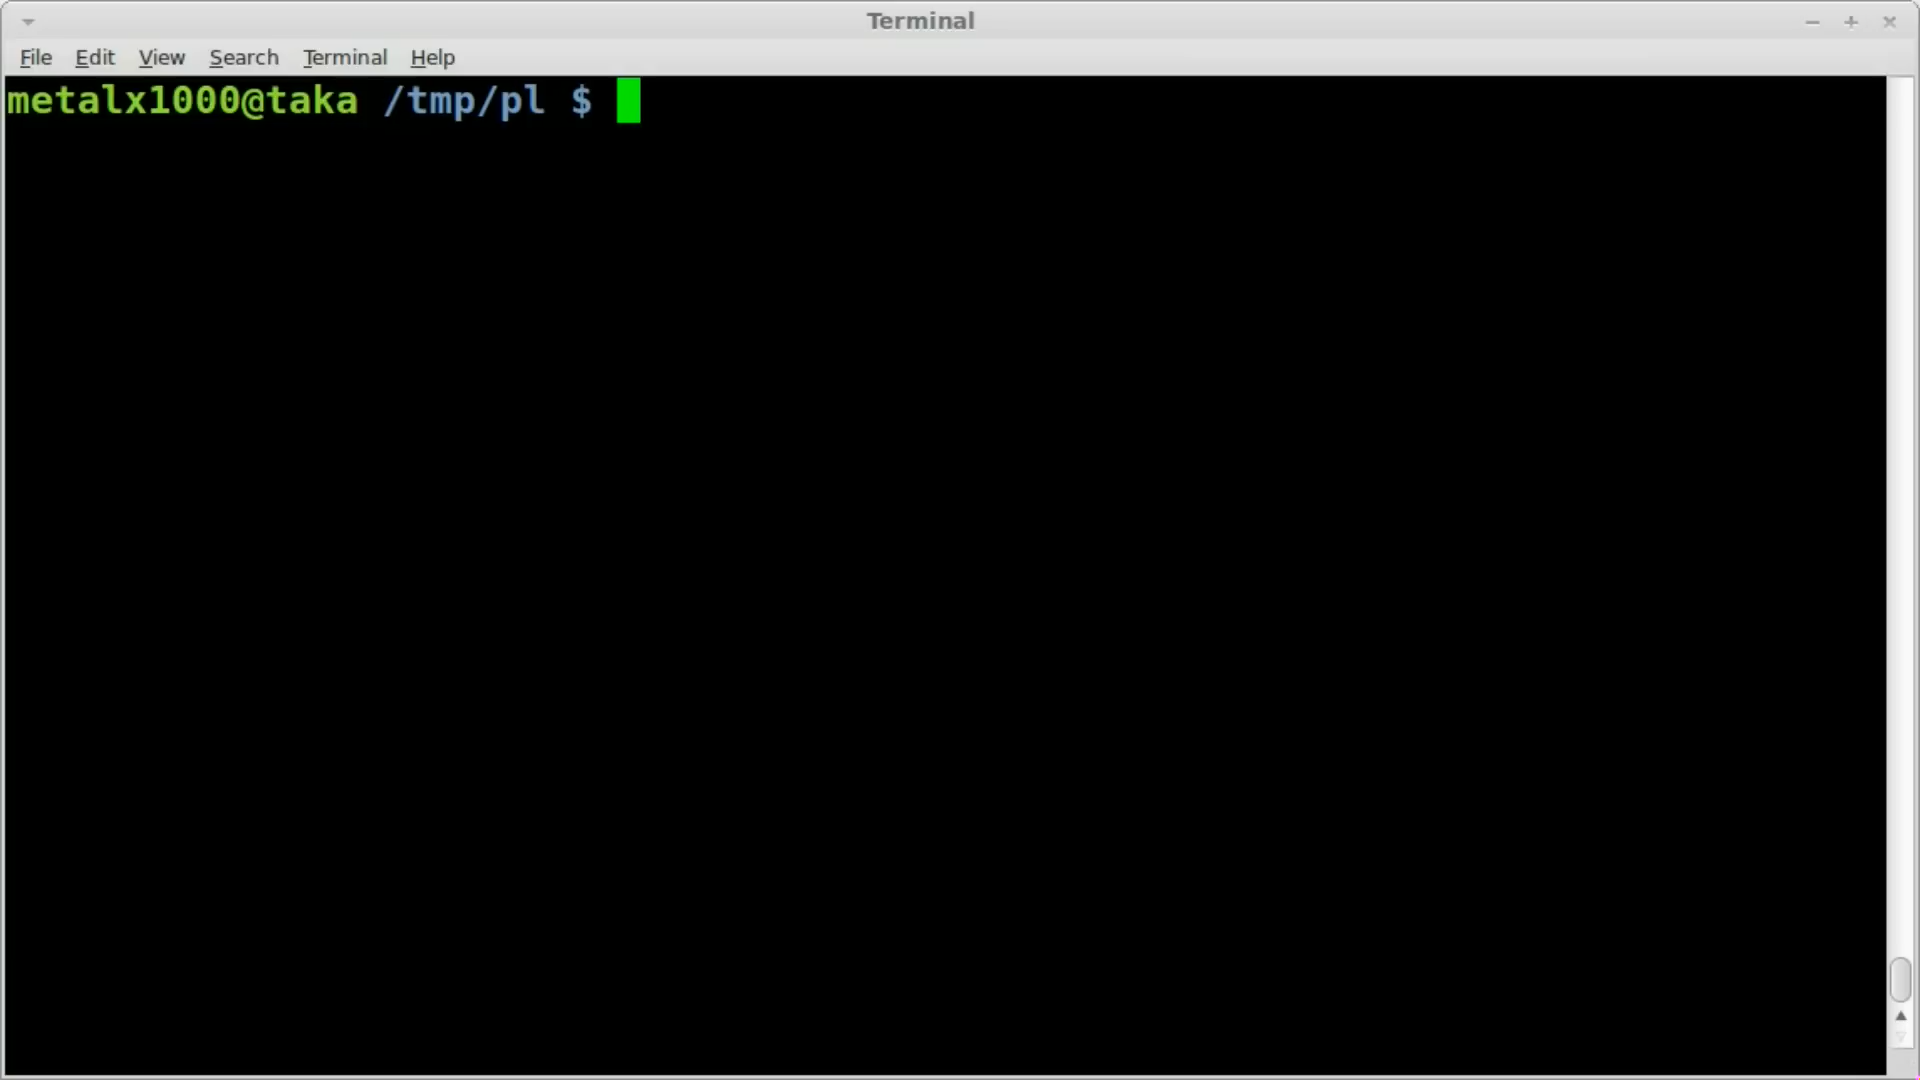 Terminal
File Edit View Search Terminal Help
metalx1000@taka /tmp/pl $